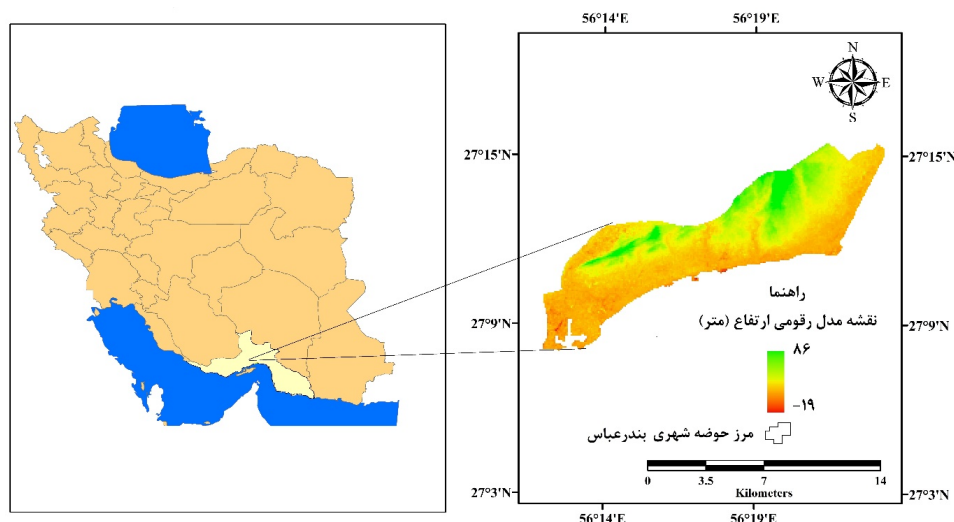 56°14'E
56°19'E
N
W
E
S
27°15'N
27°15'N
راهنما
نقشه مدل رقومی ارتفاع (متر)
۸۶
-۱۹
مرز حوضه شهری بندرعباس
27°9'N
27°9'N
0
3.5
7
14
Kilometers
27°3'N
27°3'N
56°14'E
56°19'E